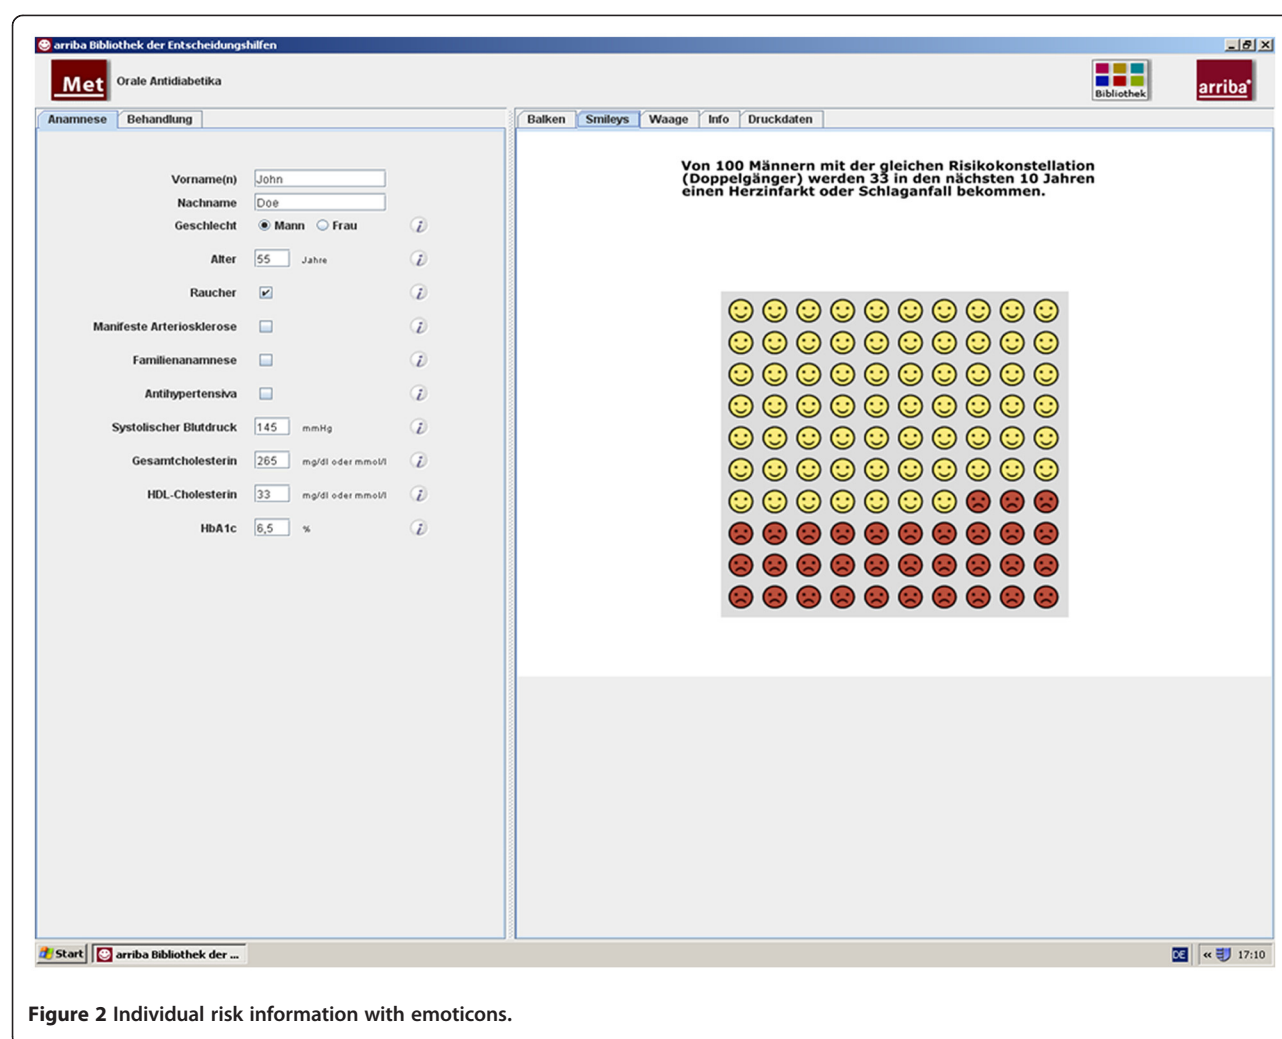 arriba Bibliothek der Entscheidungshilfen
Met Orale Antidiabetika
Bibliothek
arriba
Anamnese Behandlung
Balken Smileys Waage Info Druckdaten
Vorname(n) John
Nachname Doe
Geschlecht Mann Frau
Alter 55 Jahre
Raucher
Manifeste Arteriosklerose
Familienanamnese
Antihypertensiva
Systolischer Blutdruck 145 mmHg
Gesamtcholesterin 265 mg/dl oder mmol/l
HDL-Cholesterin 33 mg/dl oder mmol/l
HbA1c 6,5 %
Von 100 Männern mit der gleichen Risikokonstellation
(Doppelgänger) werden 33 in den nächsten 10 Jahren
einen Herzinfarkt oder Schlaganfall bekommen.
Start arriba Bibliothek der ... DE « 17:10
Figure 2 Individual risk information with emoticons.